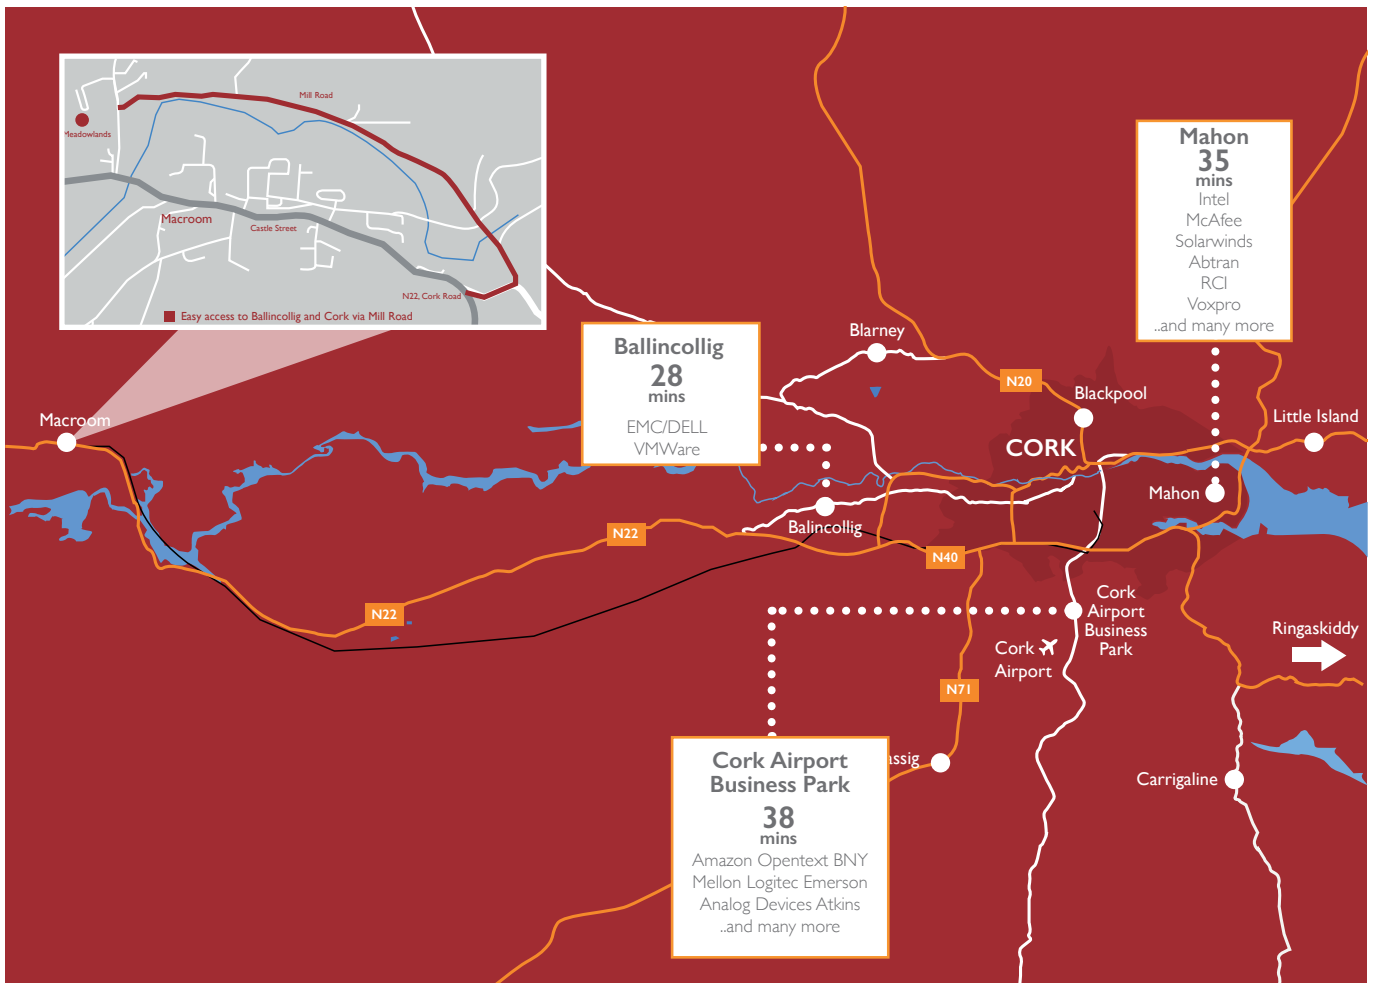 Mill Road
Meadowlands
Macroom
Castle Street
N22, Cork Road
Easy access to Ballincollig and Cork via Mill Road
Mahon
35
mins
Intel
McAfee
Solarwinds
Abtran
RCI
Voxpro
..and many more
Ballincollig
28
mins
EMC/DELL
VMWare
Blarney
N20
Blackpool
Macroom
Little Island
CORK
Mahon
Balincollig
N22
N40
N22
Cork
Airport
Business
Park
Ringaskiddy
Cork
Airport
N71
assig
Carrigaline
Cork Airport
Business Park
38
mins
Amazon Opentext BNY
Mellon Logitec Emerson
Analog Devices Atkins
..and many more